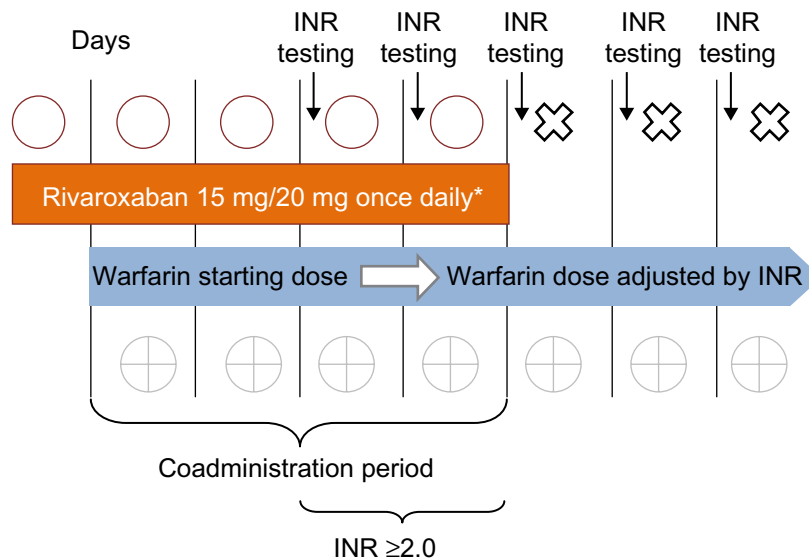 Days
INR testing
INR testing
INR testing
INR testing
INR testing
Rivaroxaban 15 mg/20 mg once daily*
Warfarin starting dose
Warfarin dose adjusted by INR
Coadministration period
INR ≥2.0